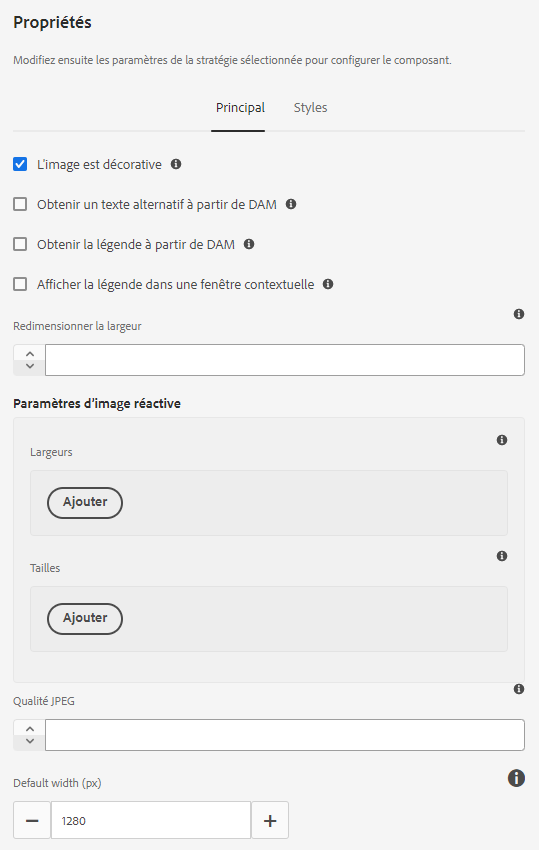 Propriétés
Modifiez ensuite les paramètres de la stratégie sélectionnée pour configurer le composant.
Principal Styles
L'image est décorative
Obtenir un texte alternatif à partir de DAM
Obtenir la légende à partir de DAM
Afficher la légende dans une fenêtre contextuelle
Redimensionner la largeur
Paramètres d'image réactive
Largeurs
Ajouter
Tailles
Ajouter
Qualité JPEG
Default width (px)
1280